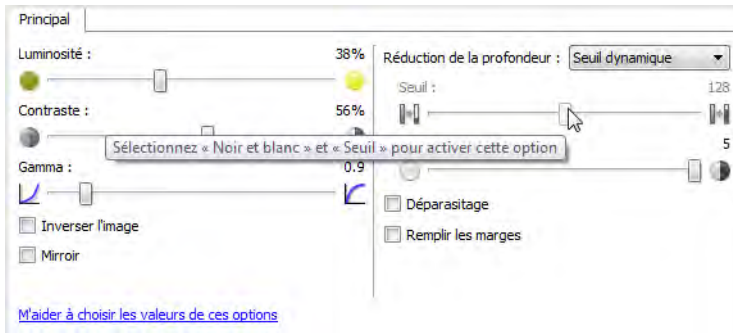 Principal
Luminosité : 38%
Contraste : 56%
Gamma : 0.9
Inverser l'image
Mirroir
M'aider à choisir les valeurs de ces options
Réduction de la profondeur : Seuil dynamique
Seuil : 128
Sélectionnez « Noir et blanc » et « Seuil » pour activer cette option
5
Déparasitage
Remplir les marges